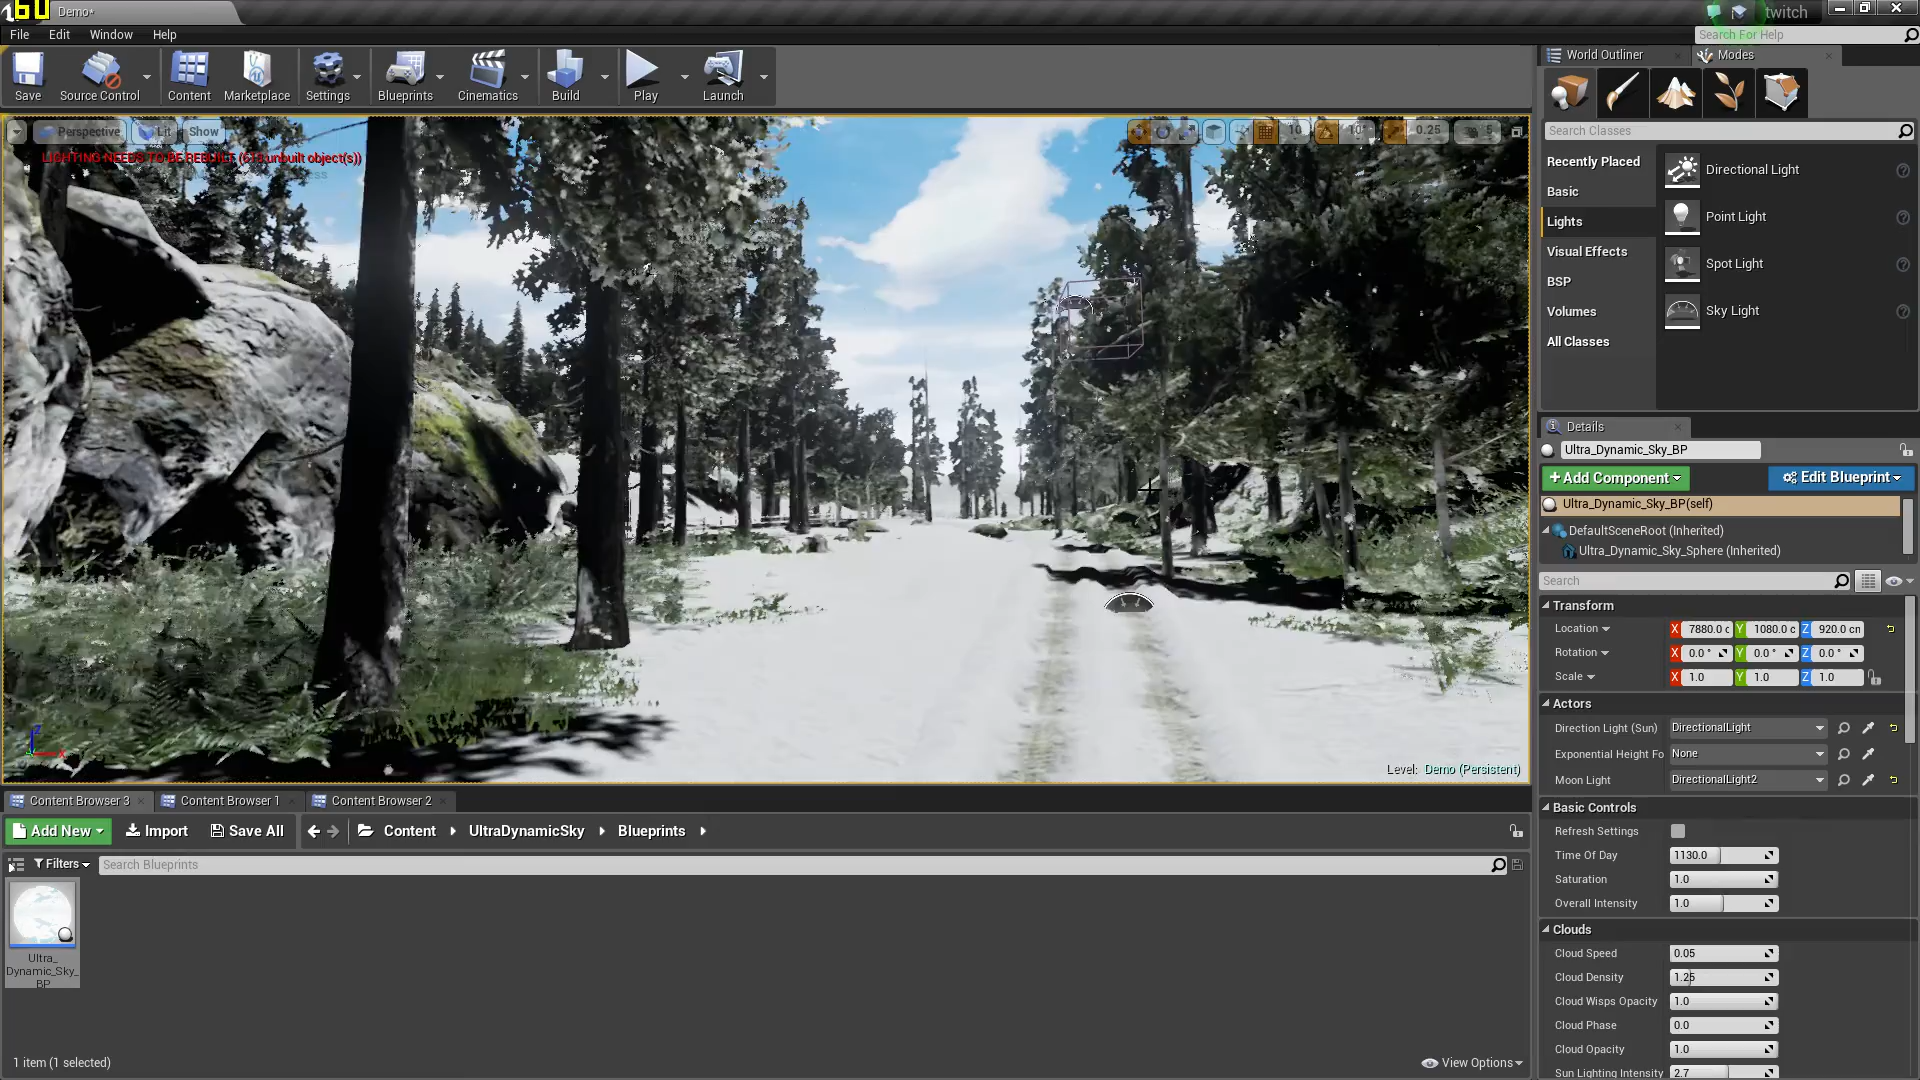 60
Demo*
twitch
File Edit Window Help
Search For Help
Save
Source Control
Content
Marketplace
Settings
Blueprints
Cinematics
Build
Play
Launch
World Outliner
Modes
Search Classes
Recently Placed
Basic
Lights
Visual Effects
BSP
Volumes
All Classes
Directional Light
Point Light
Spot Light
Sky Light
Perspective Lit Show
10 10° 0.25 5
LIGHTING NEEDS TO BE REBUILT (618 unbuilt object(s))
Level: Demo (Persistent)
Details
Ultra_Dynamic_Sky_BP
+Add Component
Edit Blueprint
Ultra_Dynamic_Sky_BP(self)
DefaultSceneRoot (Inherited)
Ultra_Dynamic_Sky_Sphere (Inherited)
Search
Transform
Location X 7880.0 c Y 1080.0 c Z 920.0 cm
Rotation X 0.0 ° Y 0.0 ° Z 0.0 °
Scale X 1.0 Y 1.0 Z 1.0
Actors
Direction Light (Sun) DirectionalLight
Exponential Height Fo None
Moon Light DirectionalLight2
Basic Controls
Refresh Settings
Time Of Day 1130.0
Saturation 1.0
Overall Intensity 1.0
Clouds
Cloud Speed 0.05
Cloud Density 1.25
Cloud Wisps Opacity 1.0
Cloud Phase 0.0
Cloud Opacity 1.0
Sun Lighting Intensity 2.7
Content Browser 3
Content Browser 1
Content Browser 2
Add New Import Save All Content UltraDynamicSky Blueprints
Filters Search Blueprints
Ultra_
Dynamic_Sky_
BP
1 item (1 selected)
View Options